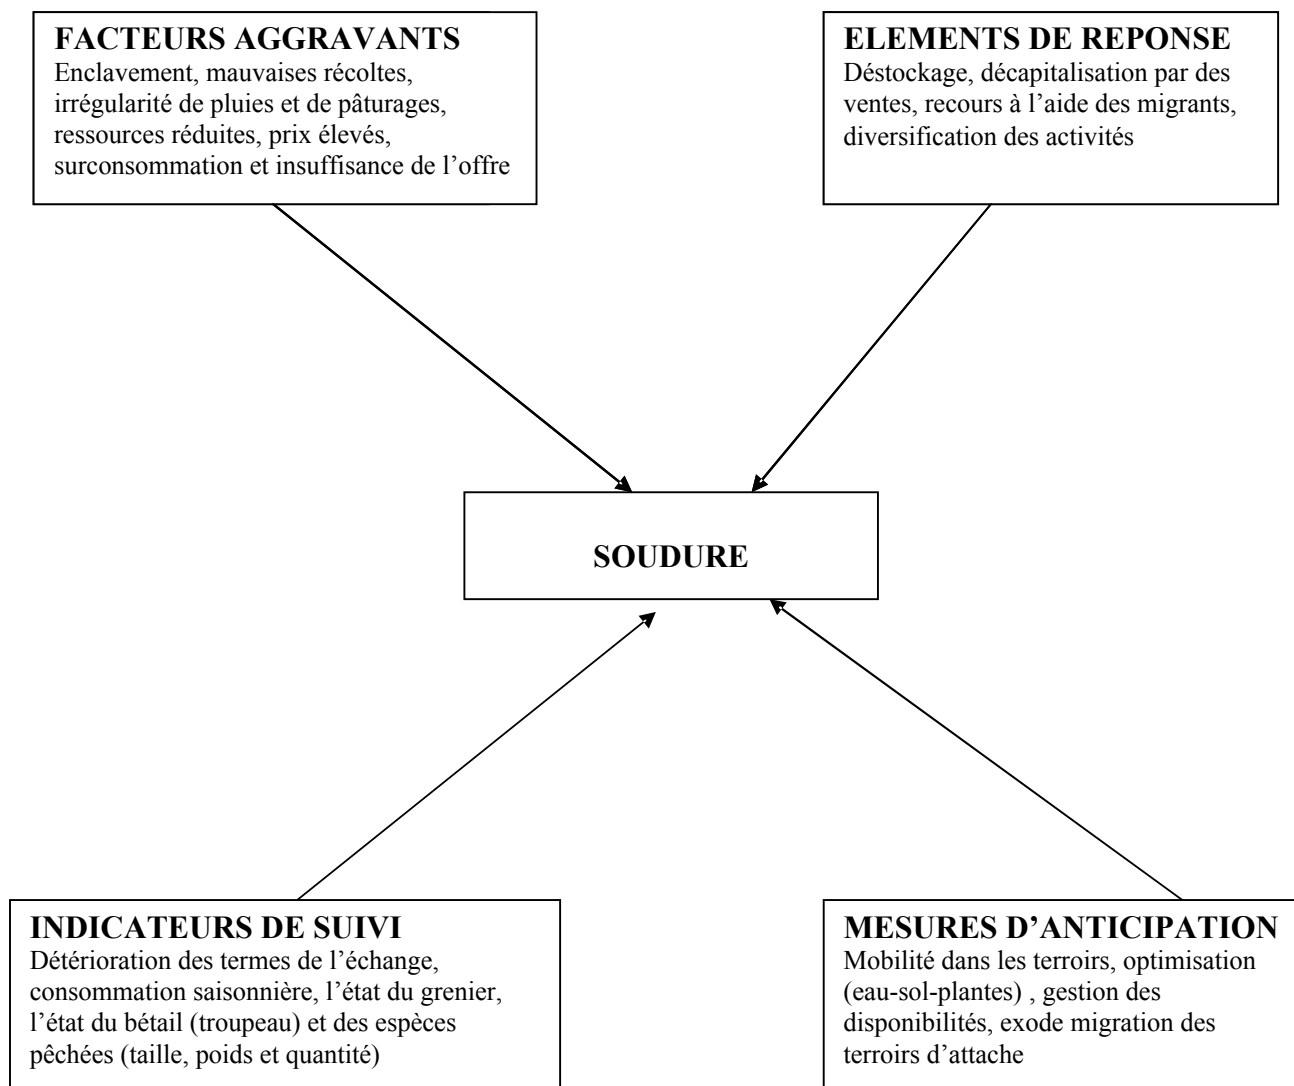 FACTEURS AGGRAVANTS
Enclavement, mauvaises récoltes,
irrégularité de pluies et de pâturages,
ressources réduites, prix élevés,
surconsommation et insuffisance de l’offre
ELEMENTS DE REPONSE
Déstockage, décapitalisation par des
ventes, recours à l’aide des migrants,
diversification des activités
SOUDURE
INDICATEURS DE SUIVI
Détérioration des termes de l’échange,
consommation saisonnière, l’état du grenier,
l’état du bétail (troupeau) et des espèces
pêchées (taille, poids et quantité)
MESURES D’ANTICIPATION
Mobilité dans les terroirs, optimisation
(eau-sol-plantes) , gestion des
disponibilités, exode migration des
terroirs d’attache